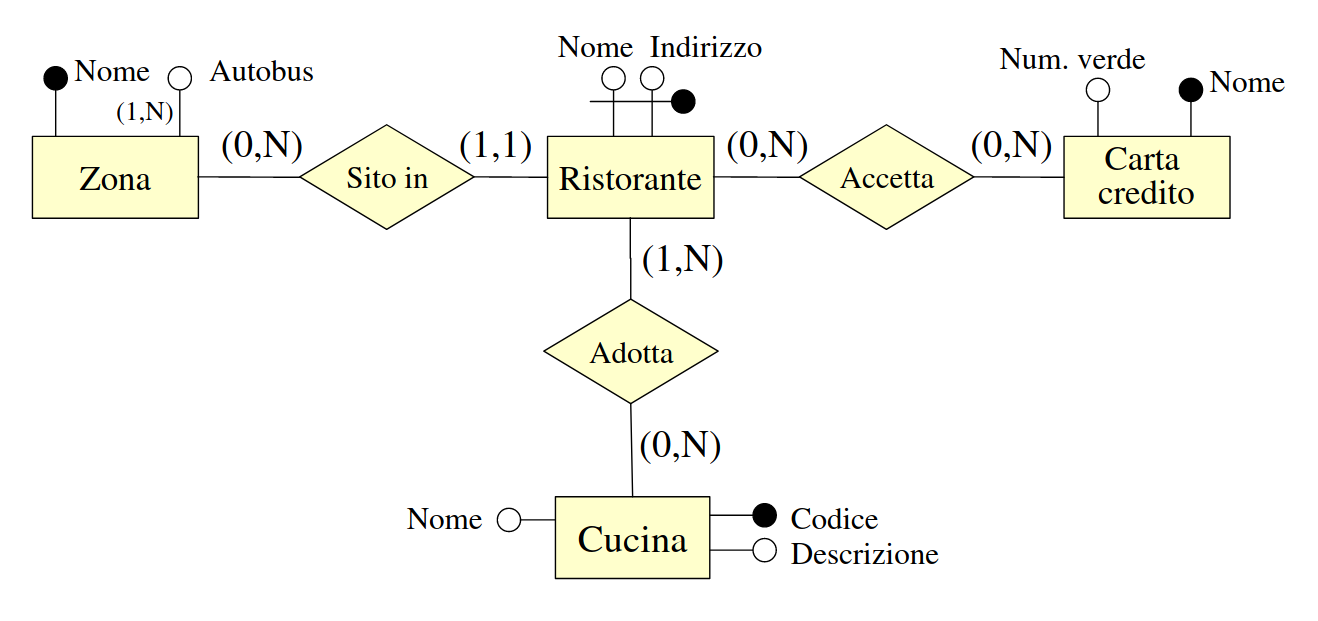 Nome Indirizzo
Num. verde
Nome
Nome Autobus
(1,N)
(0,N)
(1,1)
(0,N)
(0,N)
Zona
Sito in
Ristorante
Accetta
Carta
credito
(1,N)
Adotta
(0,N)
Nome
Cucina
Codice
Descrizione